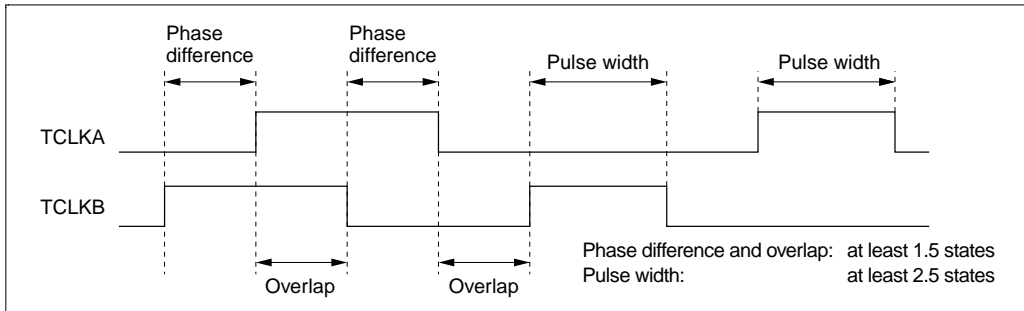 Phase
difference
Phase
difference
Pulse width
Pulse width
TCLKA
TCLKB
Overlap
Overlap
Phase difference and overlap: at least 1.5 states
Pulse width: at least 2.5 states